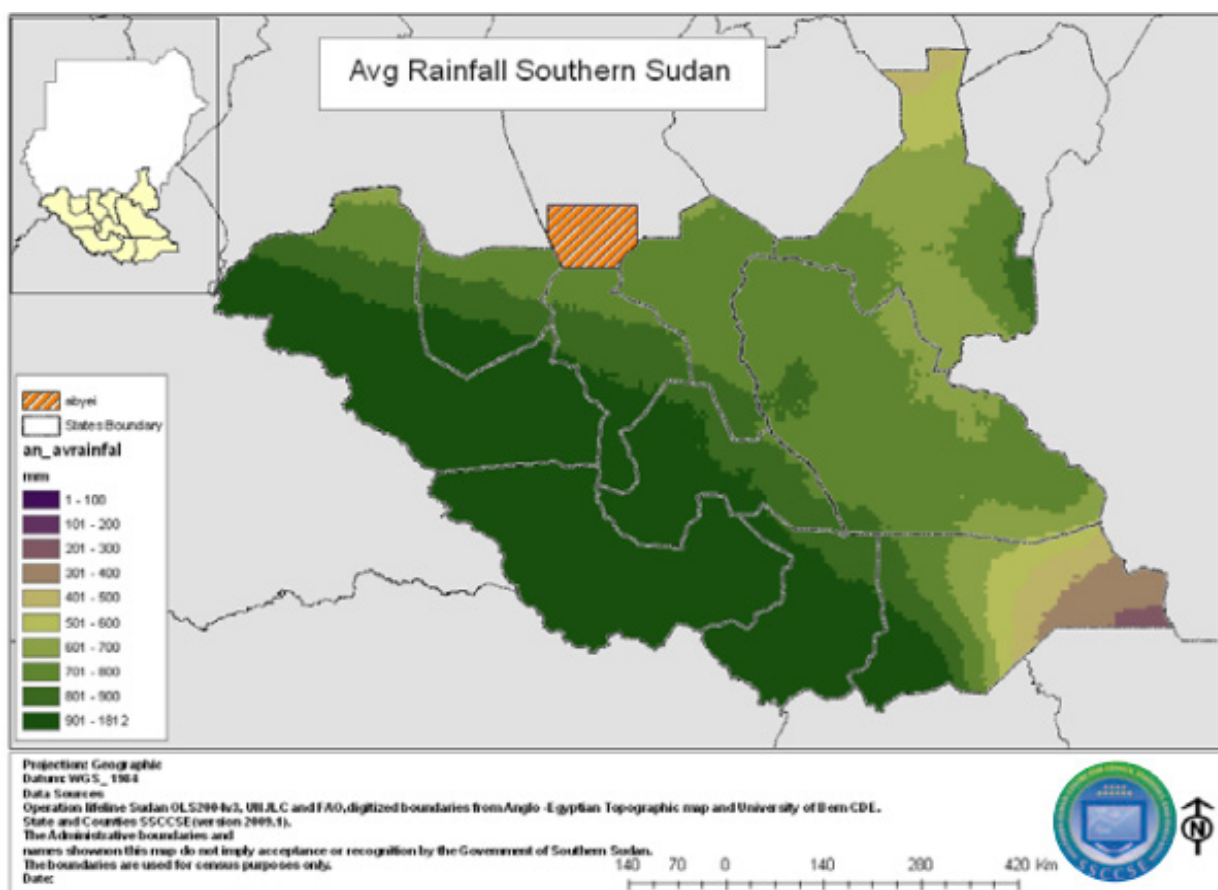 Avg Rainfall Southern Sudan
abyei
States Boundary
an_avrainfal
mm
1 - 100
101 - 200
201 - 300
301 - 400
401 - 500
501 - 600
601 - 700
701 - 800
801 - 900
901 - 1812
Projection: Geographic
Datum: WGS_ 1984
Data Sources
Operation lifeline Sudan OLS2004v3, UNJLC and FAO,digitized boundaries from Anglo -Egyptian Topographic map and University of Bern CDE.
State and Counties SSCCSE(version 2009.1).
The Administrative boundaries and
names shownon this map do not imply acceptance or recognition by the Government of Southern Sudan.
The boundaries are used for census purposes only.
Date:
140 70 0 140 280 420 Km
SSCCSE
N